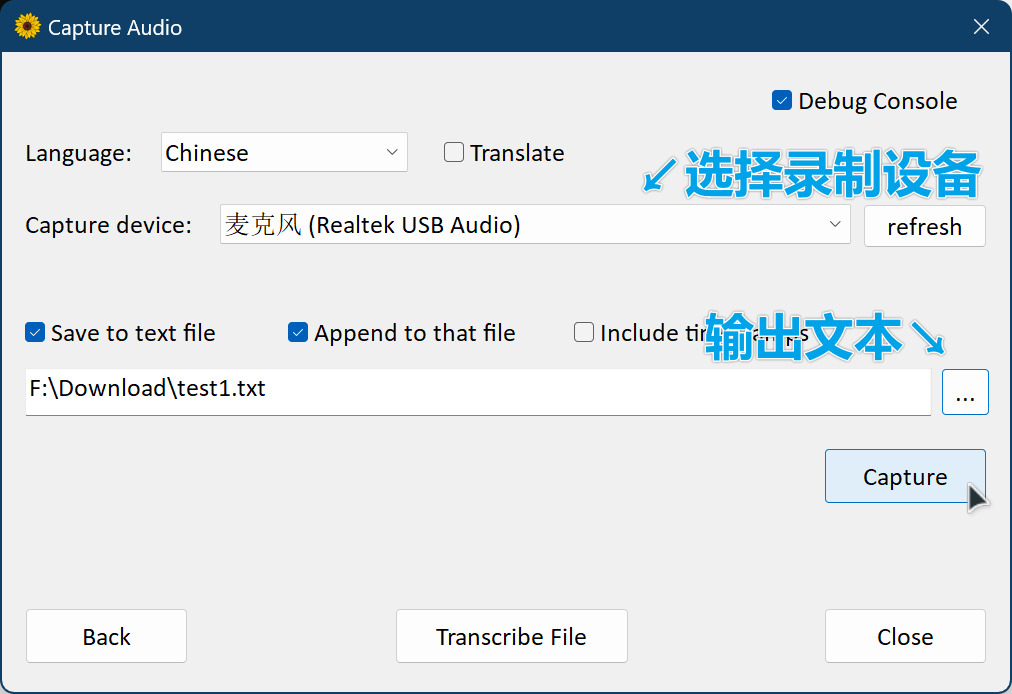 Capture Audio
Debug Console
Language: Chinese Translate
↙选择录制设备
Capture device: 麦克风 (Realtek USB Audio) refresh
Save to text file Append to that file Include
输出文本↘
F:\Download\test1.txt ...
Capture
Back Transcribe File Close